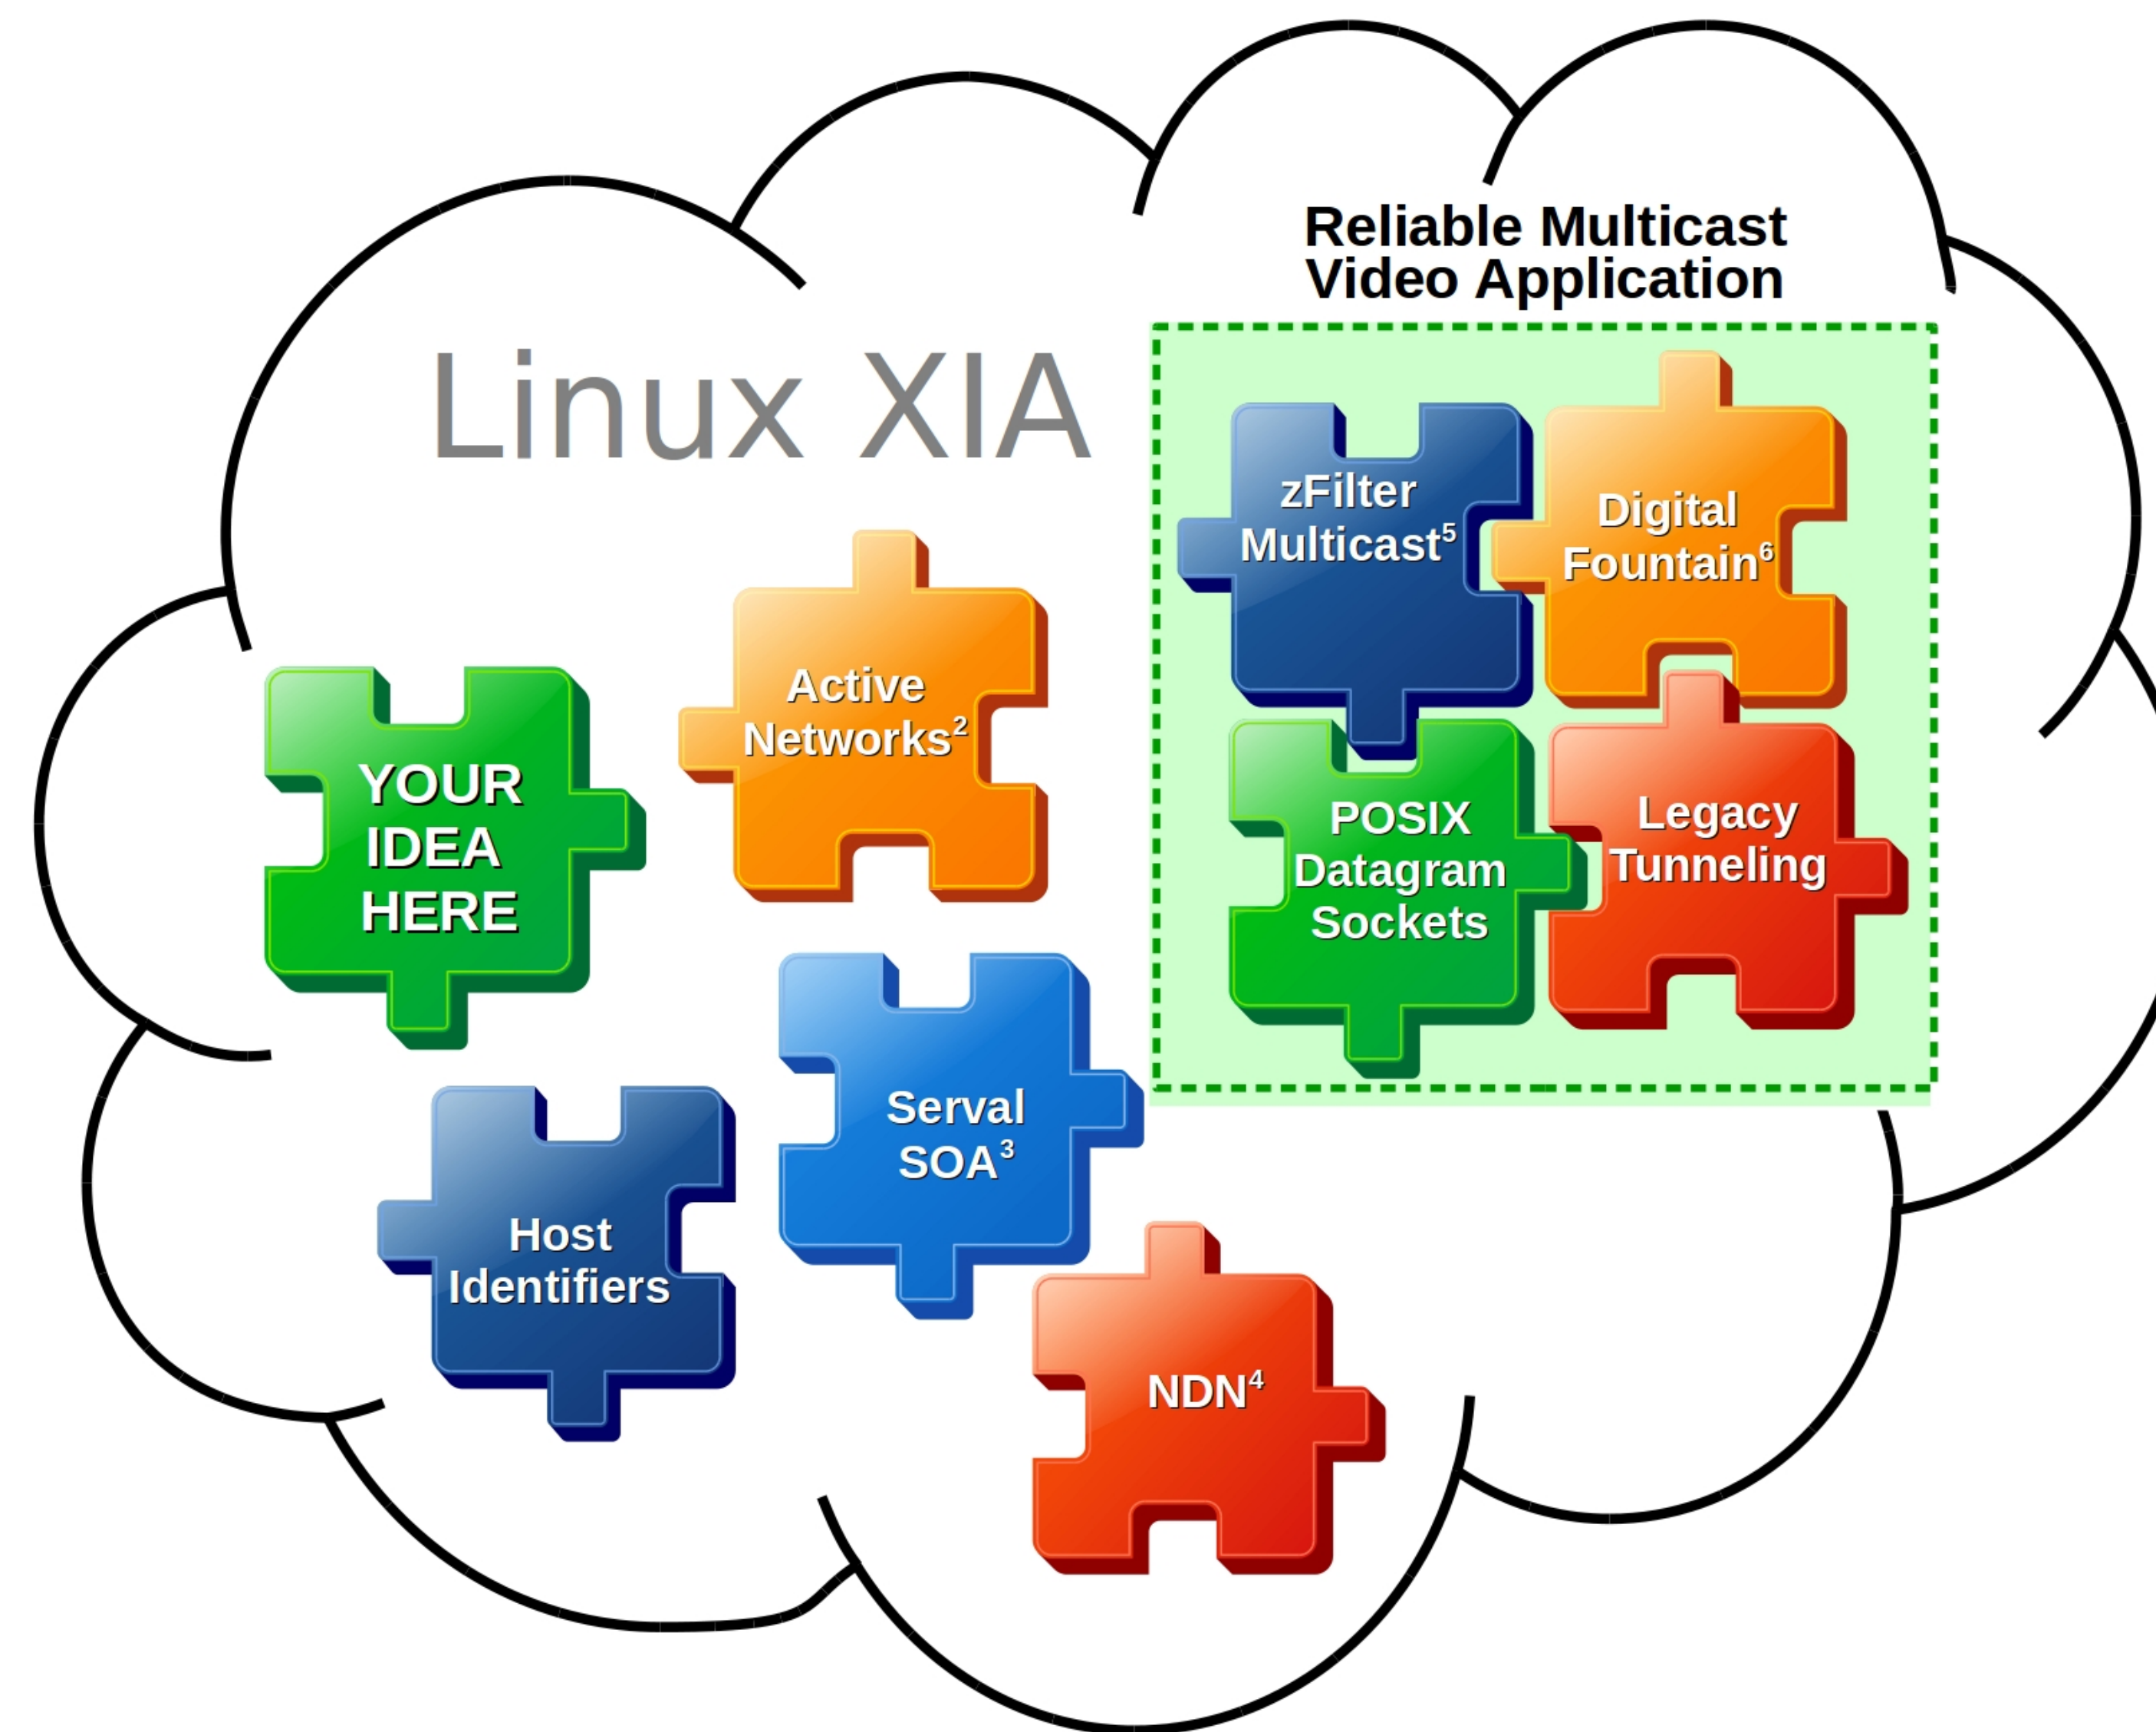 Reliable Multicast
Video Application
Linux XIA
zFilter
Multicast⁵
Digital
Fountain⁶
Active
Networks²
YOUR
IDEA
HERE
POSIX
Datagram
Sockets
Legacy
Tunneling
Serval
SOA³
Host
Identifiers
NDN⁴